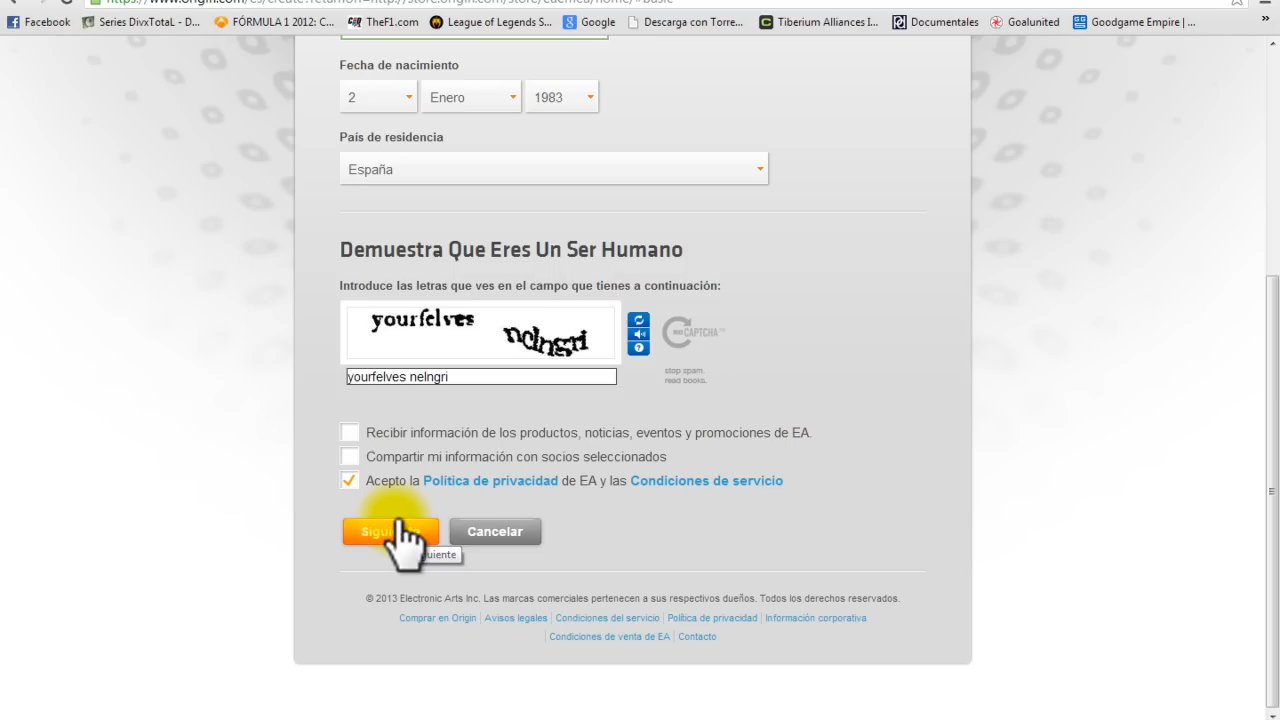 Facebook Series DivxTotaL - D... FÓRMULA 1 2012: C... TheF1.com League of Legends S... Google Descarga con Torre... Tiberium Alliances I... Documentales Goalunited Goodgame Empire | ... »
Fecha de nacimiento
2 Enero 1983
País de residencia
España
Demuestra Que Eres Un Ser Humano
Introduce las letras que ves en el campo que tienes a continuación:
yourfelves nelngri
reCAPTCHA™
stop spam.
read books.
yourfelves nelngri
Recibir información de los productos, noticias, eventos y promociones de EA.
Compartir mi información con socios seleccionados
Acepto la Política de privacidad de EA y las Condiciones de servicio
Cancelar
© 2013 Electronic Arts Inc. Las marcas comerciales pertenecen a sus respectivos dueños. Todos los derechos reservados.
Comprar en Origin | Avisos legales | Condiciones del servicio | Política de privacidad | Información corporativa
| Condiciones de venta de EA | Contacto